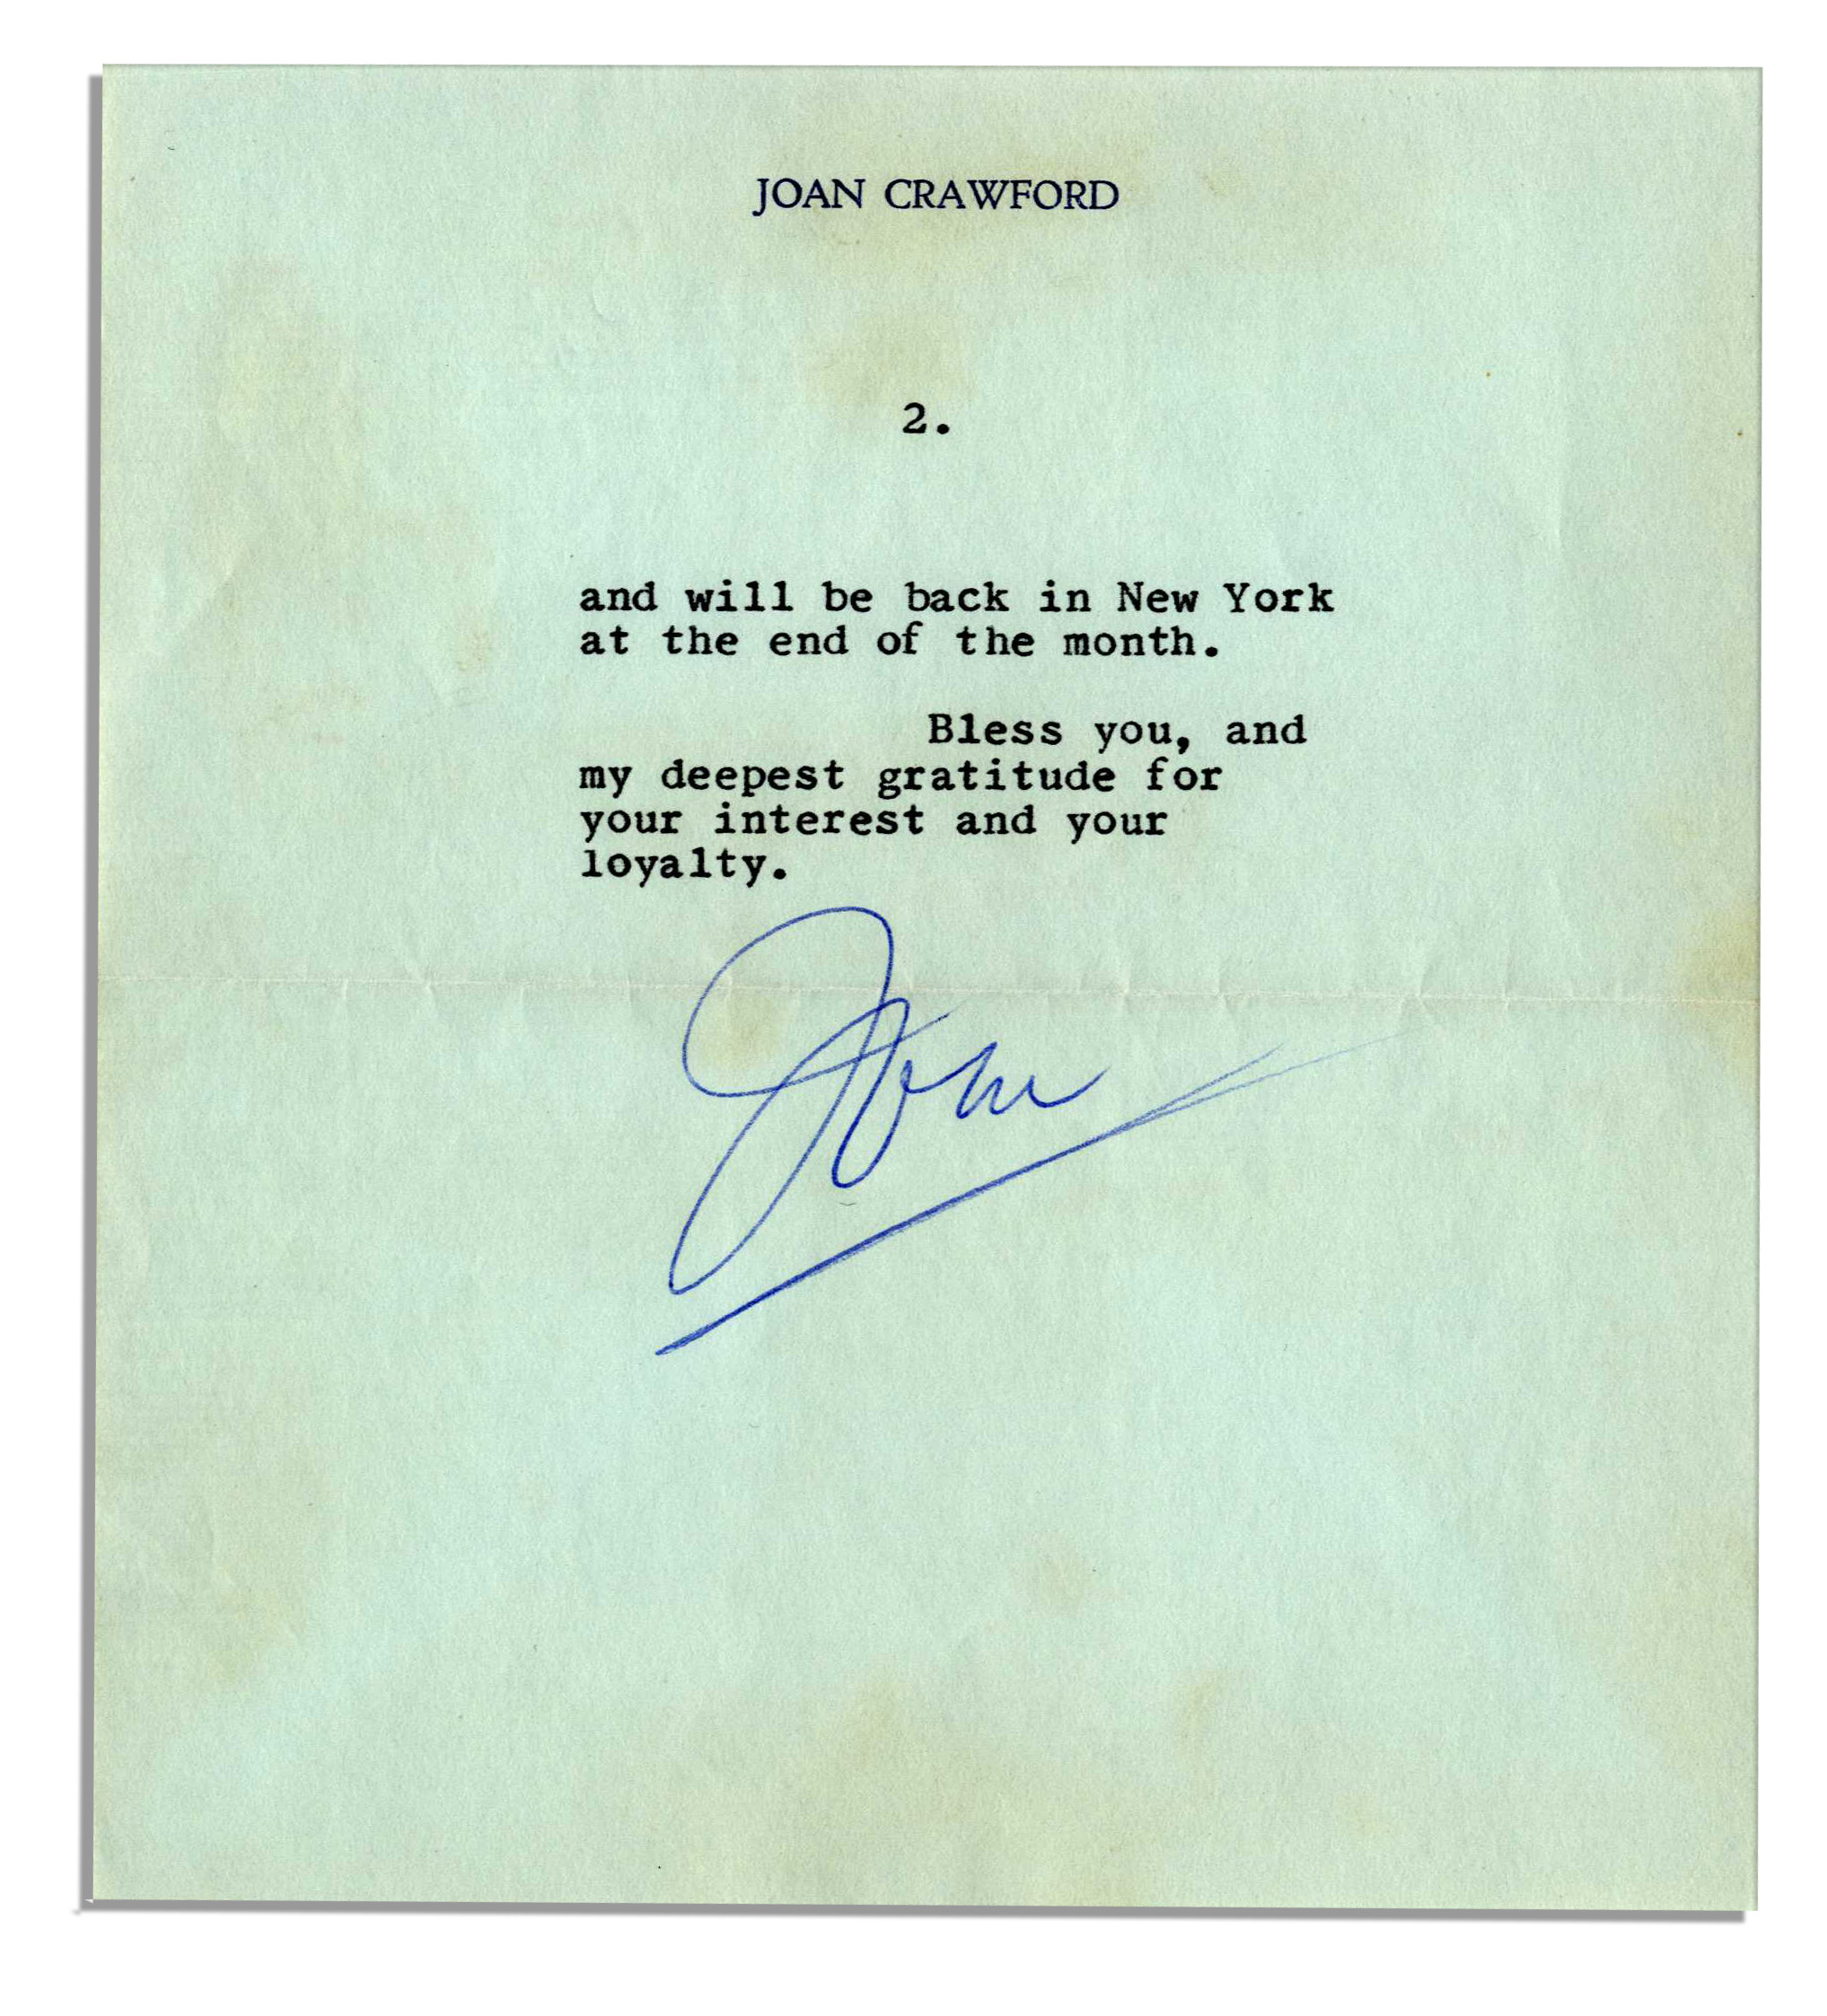 JOAN CRAWFORD
2.
and will be back in New York
at the end of the month.
Bless you, and
my deepest gratitude for
your interest and your
loyalty.
Joan